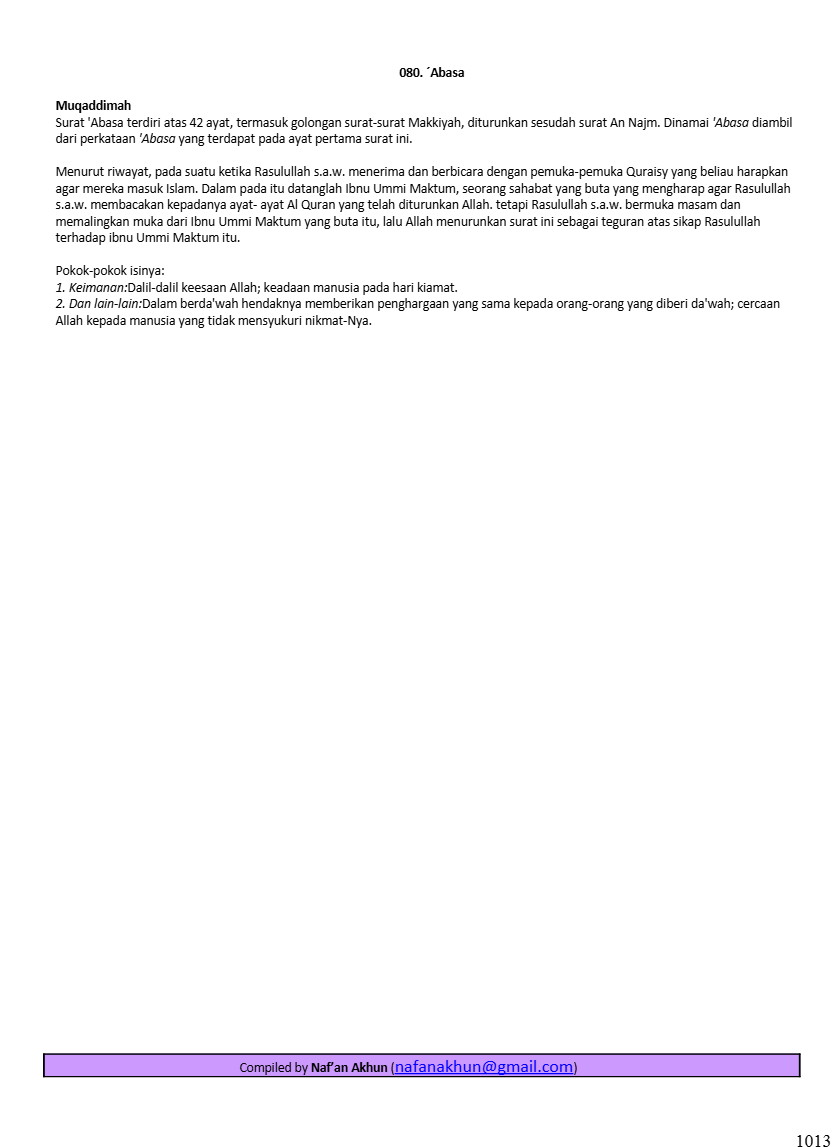 080. ´Abasa
Muqaddimah
Surat 'Abasa terdiri atas 42 ayat, termasuk golongan surat-surat Makkiyah, diturunkan sesudah surat An Najm. Dinamai 'Abasa diambil
dari perkataan 'Abasa yang terdapat pada ayat pertama surat ini.
Menurut riwayat, pada suatu ketika Rasulullah s.a.w. menerima dan berbicara dengan pemuka-pemuka Quraisy yang beliau harapkan
agar mereka masuk Islam. Dalam pada itu datanglah Ibnu Ummi Maktum, seorang sahabat yang buta yang mengharap agar Rasulullah
s.a.w. membacakan kepadanya ayat- ayat Al Quran yang telah diturunkan Allah. tetapi Rasulullah s.a.w. bermuka masam dan
memalingkan muka dari Ibnu Ummi Maktum yang buta itu, lalu Allah menurunkan surat ini sebagai teguran atas sikap Rasulullah
terhadap ibnu Ummi Maktum itu.
Pokok-pokok isinya:
1. Keimanan:Dalil-dalil keesaan Allah; keadaan manusia pada hari kiamat.
2. Dan lain-lain:Dalam berda'wah hendaknya memberikan penghargaan yang sama kepada orang-orang yang diberi da'wah; cercaan
Allah kepada manusia yang tidak mensyukuri nikmat-Nya.
Compiled by Naf’an Akhun (nafanakhun@gmail.com)
1013